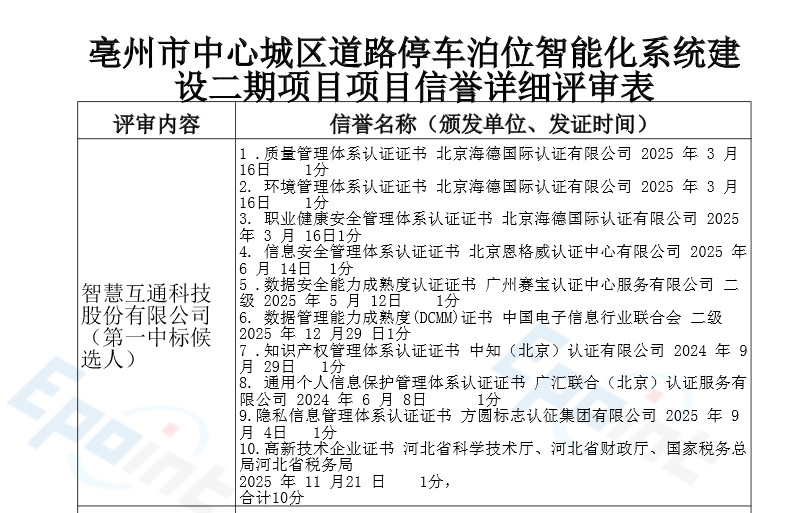 亳州市中心城区道路停车泊位智能化系统建
设二期项目项目信誉详细评审表
评审内容
信誉名称（颁发单位、发证时间）
智慧互通科技
股份有限公司
（第一中标候
选人）
1 .质量管理体系认证证书 北京海德国际认证有限公司 2025 年 3 月
16日 1分
2. 环境管理体系认证证书 北京海德国际认证有限公司 2025 年 3 月
16日 1分
3. 职业健康安全管理体系认证证书 北京海德国际认证有限公司 2025
年 3 月 16日1分
4. 信息安全管理体系认证证书 北京恩格威认证中心有限公司 2025 年
6 月 14日 1分
5 .数据安全能力成熟度认证证书 广州赛宝认证中心服务有限公司 二
级 2025 年 5 月 12日 1分
6. 数据管理能力成熟度(DCMM)证书 中国电子信息行业联合会 二级
2025 年 12 月29 日1分
7 .知识产权管理体系认证证书 中知（北京）认证有限公司 2024 年 9
月 29日 1分
8. 通用个人信息保护管理体系认证证书 广汇联合（北京）认证服务有
限公司 2024 年 6 月 8日 1分
9.隐私信息管理体系认证证书 方圆标志认征集团有限公司 2025 年 9
月 4日 1分
10.高新技术企业证书 河北省科学技术厅、河北省财政厅、国家税务总
局河北省税务局
2025 年 11 月21 日 1分，
合计10分
Epoint
Epoint